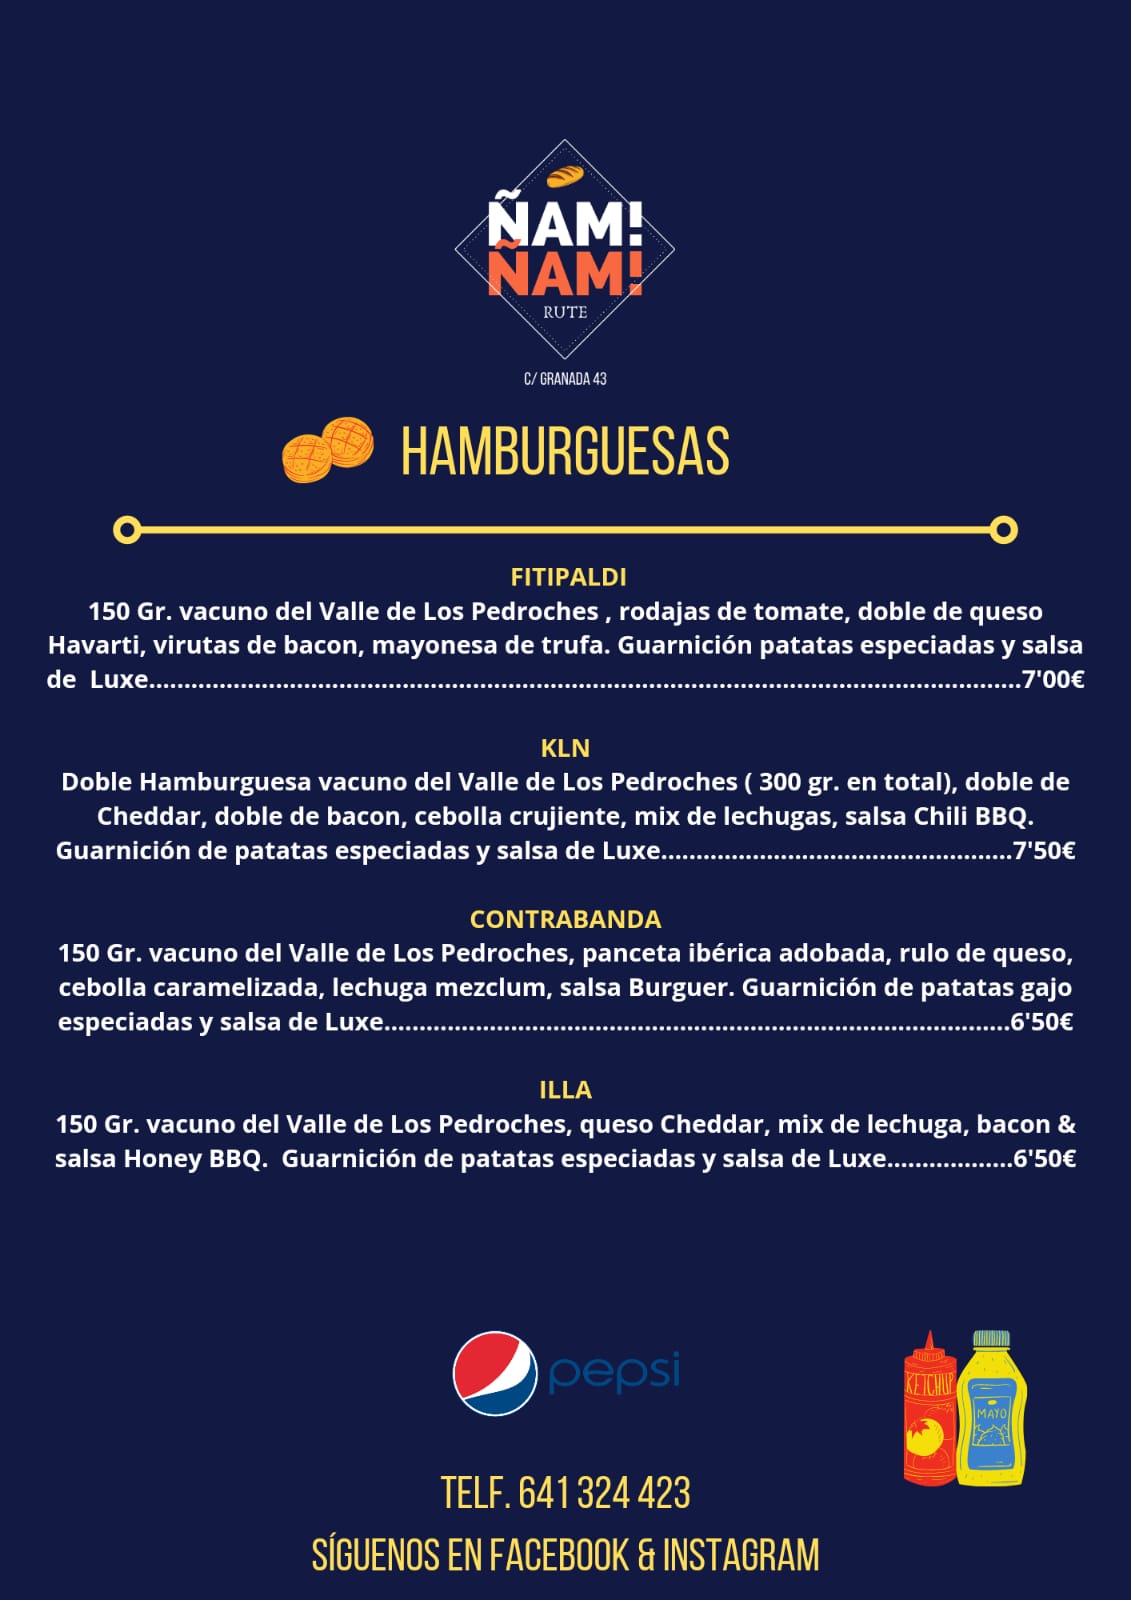 ÑAM!
ÑAM!
RUTE
C/ GRANADA 43
HAMBURGUESAS
FITIPALDI
150 Gr. vacuno del Valle de Los Pedroches , rodajas de tomate, doble de queso
Havarti, virutas de bacon, mayonesa de trufa. Guarnición patatas especiadas y salsa
de Luxe............................................................................................................................7'00€
KLN
Doble Hamburguesa vacuno del Valle de Los Pedroches ( 300 gr. en total), doble de
Cheddar, doble de bacon, cebolla crujiente, mix de lechugas, salsa Chili BBQ.
Guarnición de patatas especiadas y salsa de Luxe..................................................7'50€
CONTRABANDA
150 Gr. vacuno del Valle de Los Pedroches, panceta ibérica adobada, rulo de queso,
cebolla caramelizada, lechuga mezclum, salsa Burguer. Guarnición de patatas gajo
especiadas y salsa de Luxe.........................................................................................6'50€
ILLA
150 Gr. vacuno del Valle de Los Pedroches, queso Cheddar, mix de lechuga, bacon &
salsa Honey BBQ. Guarnición de patatas especiadas y salsa de Luxe..................6'50€
pepsi
KETCHUP
MAYO
TELF. 641 324 423
SÍGUENOS EN FACEBOOK & INSTAGRAM